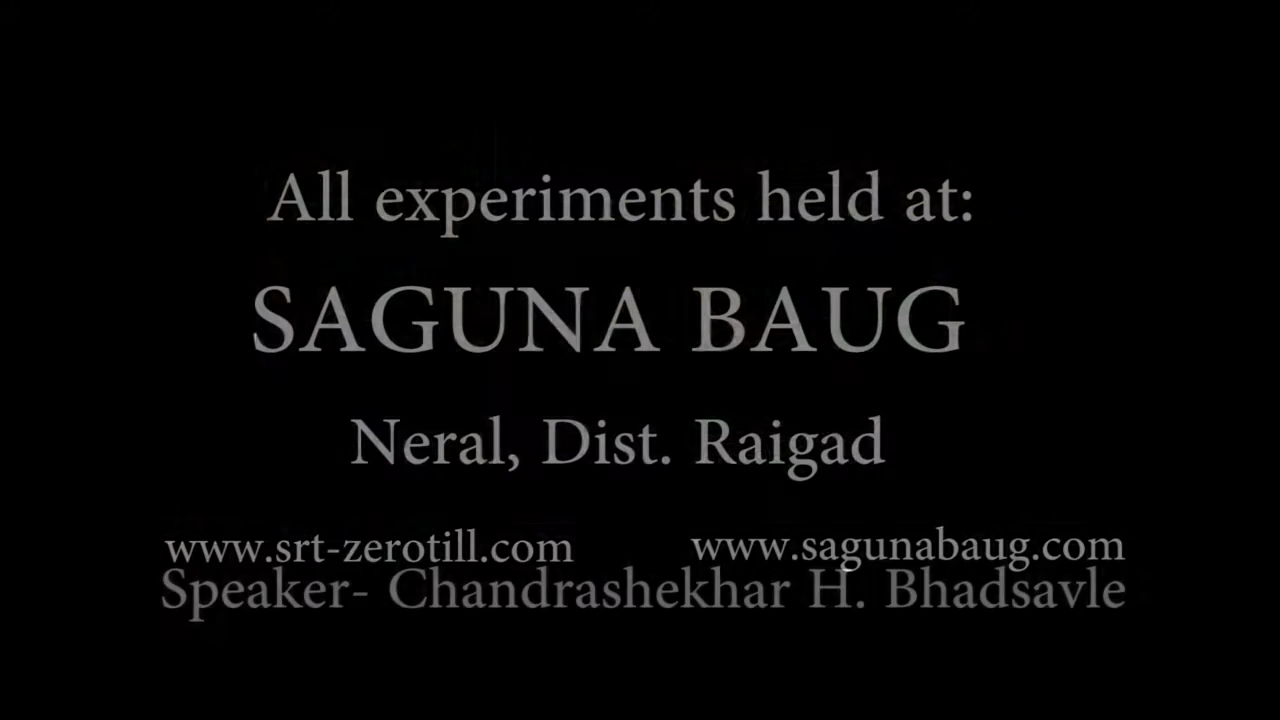 All experiments held at:
SAGUNA BAUG
Neral, Dist. Raigad
www.srt-zerotill.com www.sagunabaug.com
Speaker- Chandrashekhar H. Bhadsavle